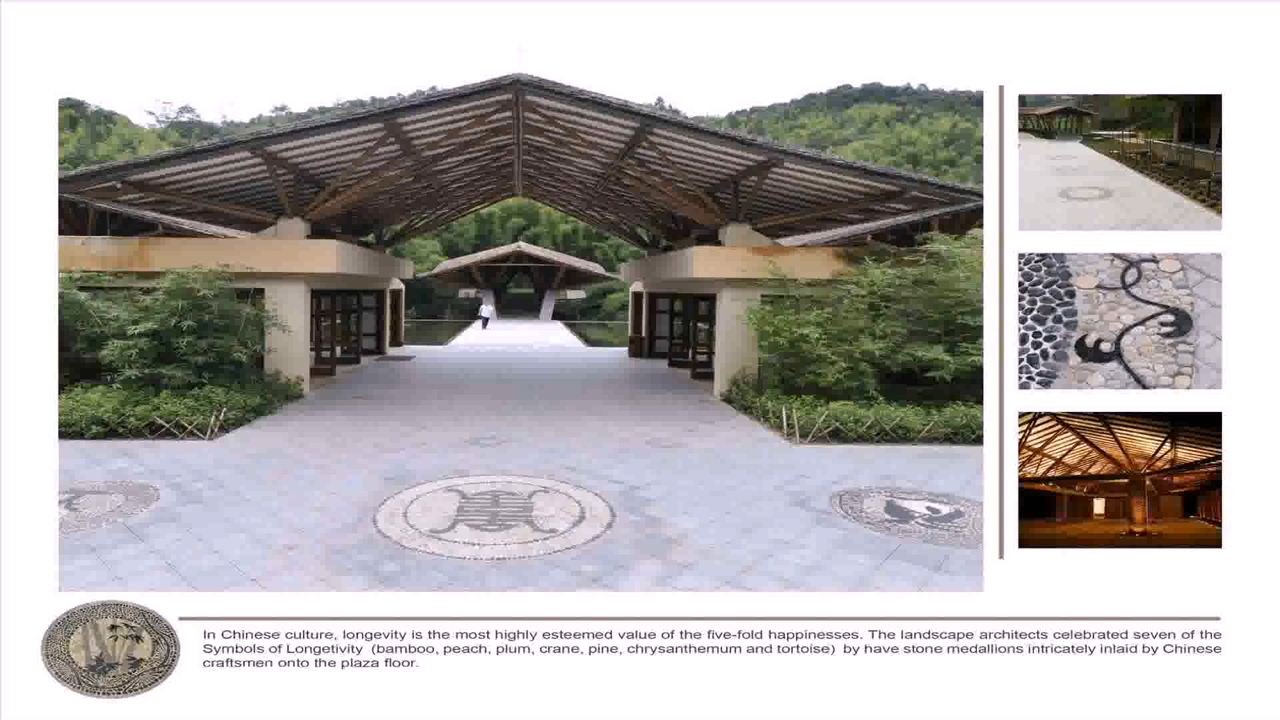 In Chinese culture, longevity is the most highly esteemed value of the five-fold happinesses. The landscape architects celebrated seven of the
Symbols of Longetivity (bamboo, peach, plum, crane, pine, chrysanthemum and tortoise) by have stone medallions intricately inlaid by Chinese
craftsmen onto the plaza floor.